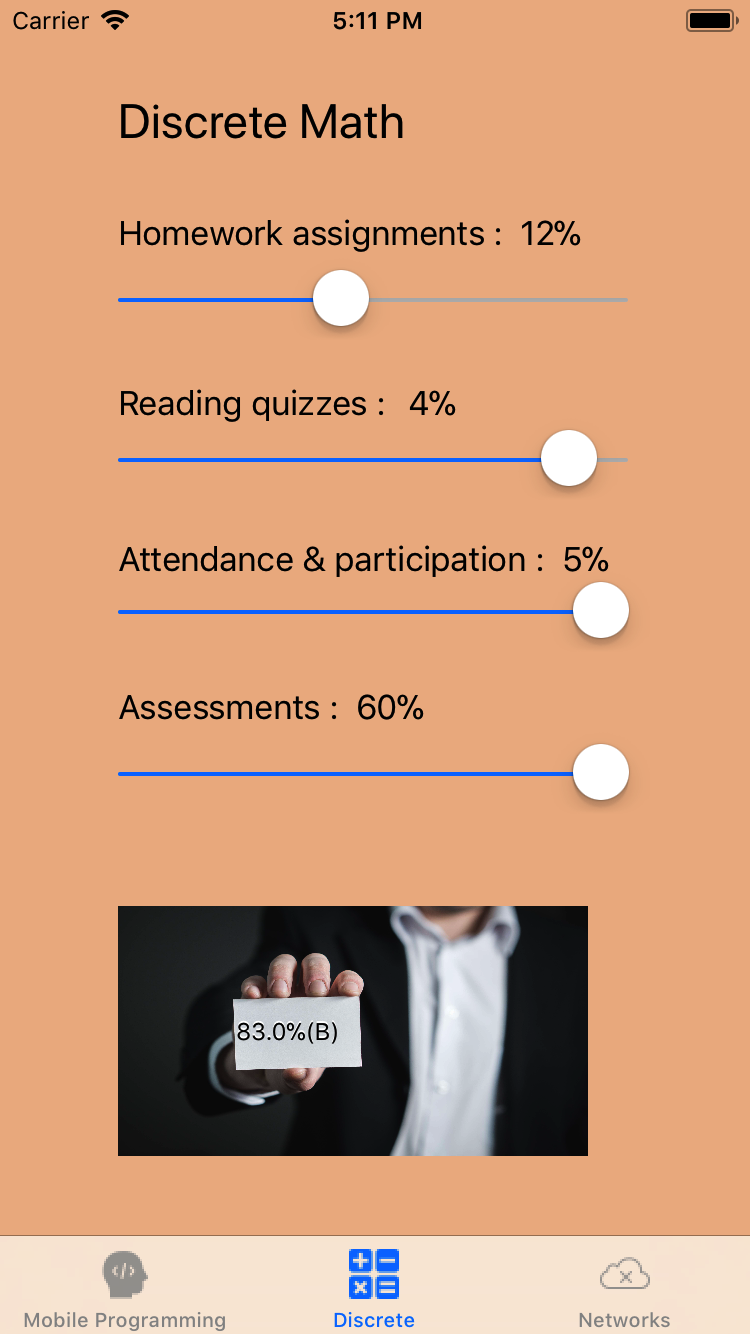 Carrier 5:11 PM
Discrete Math
Homework assignments : 12%
Reading quizzes : 4%
Attendance & participation : 5%
Assessments : 60%
83.0%(B)
Mobile Programming Discrete Networks